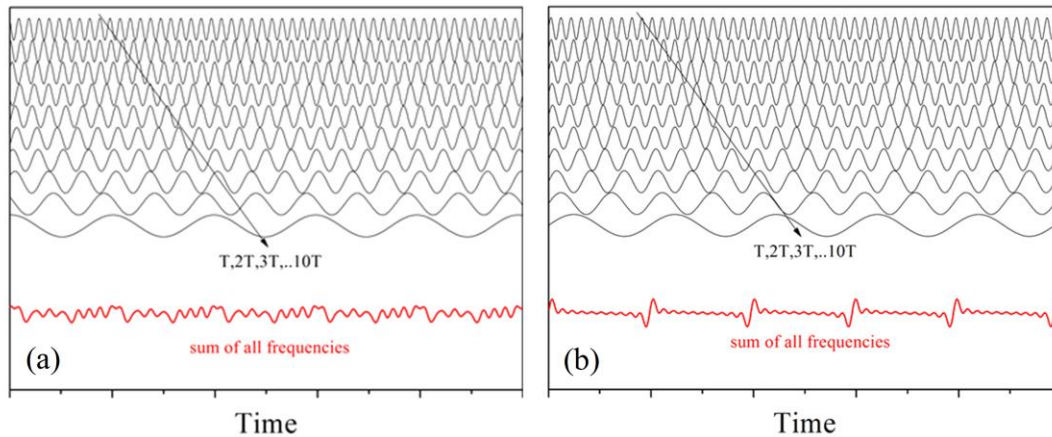 T,2T,3T,..10T
sum of all frequencies
(a)
Time
T,2T,3T,..10T
sum of all frequencies
(b)
Time